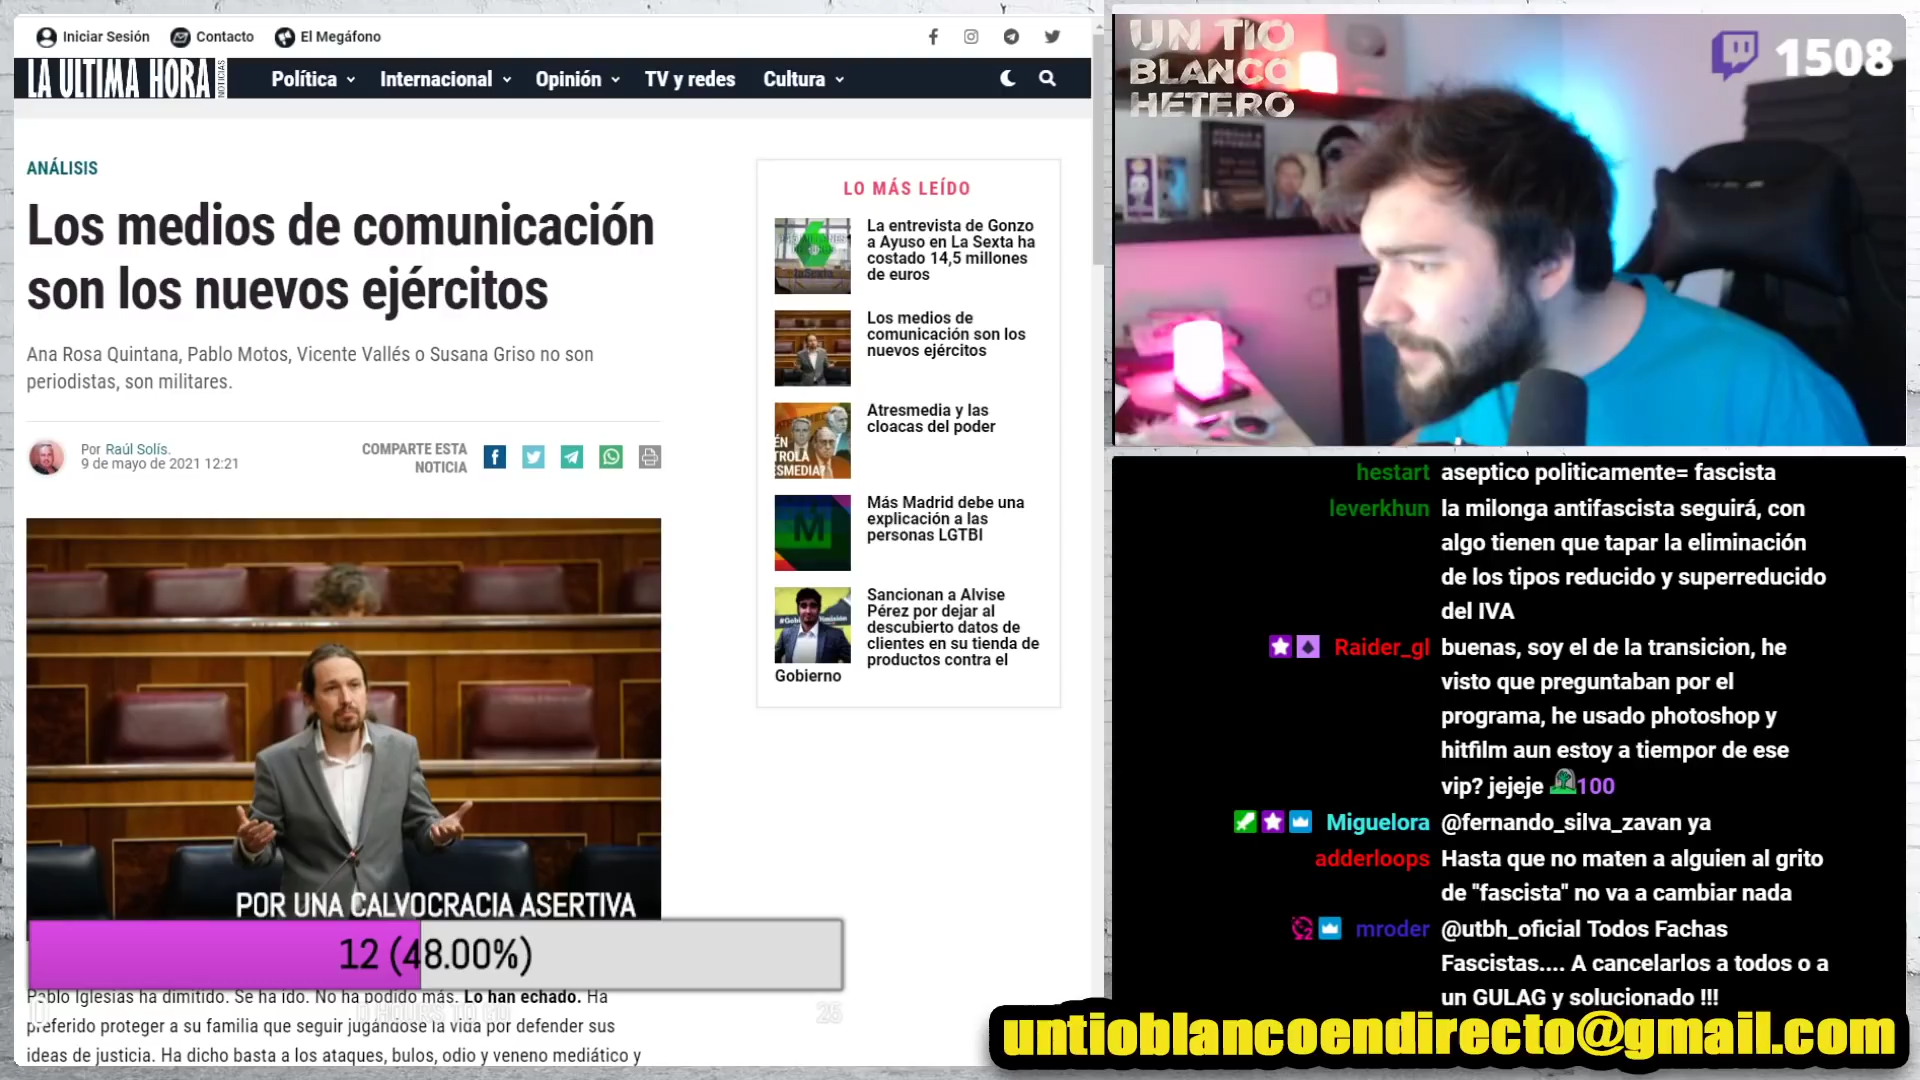 Iniciar Sesión
Contacto
El Megáfono
LA ULTIMA HORA
NOTICIAS
Política
Internacional
Opinión
TV y redes
Cultura
ANÁLISIS
Los medios de comunicación
son los nuevos ejércitos
Ana Rosa Quintana, Pablo Motos, Vicente Vallés o Susana Griso no son
periodistas, son militares.
Por Raúl Solís.
9 de mayo de 2021 12:21
COMPARTE ESTA
NOTICIA
POR UNA CALVOCRACIA ASERTIVA
12 (48.00%)
0
25
Pablo Iglesias ha dimitido. Se ha ido. No ha podido más. Lo han echado. Ha
preferido proteger a su familia que seguir jugándose la vida por defender sus
ideas de justicia. Ha dicho basta a los ataques, bulos, odio y veneno mediático y
LO MÁS LEÍDO
La entrevista de Gonzo
a Ayuso en La Sexta ha
costado 14,5 millones
de euros
Los medios de
comunicación son los
nuevos ejércitos
Atresmedia y las
cloacas del poder
Más Madrid debe una
explicación a las
personas LGTBI
Sancionan a Alvise
Pérez por dejar al
descubierto datos de
clientes en su tienda de
productos contra el
Gobierno
UN TIO
BLANCO
HETERO
1508
hestart aseptico politicamente= fascista
leverkhun la milonga antifascista seguirá, con
algo tienen que tapar la eliminación
de los tipos reducido y superreducido
del IVA
Raider_gl buenas, soy el de la transicion, he
visto que preguntaban por el
programa, he usado photoshop y
hitfilm aun estoy a tiempor de ese
vip? jejeje 100
Miguelora @fernando_silva_zavan ya
adderloops Hasta que no maten a alguien al grito
de "fascista" no va a cambiar nada
mroder @utbh_oficial Todos Fachas
Fascistas.... A cancelarlos a todos o a
un GULAG y solucionado !!!
untioblancoendirecto@gmail.com